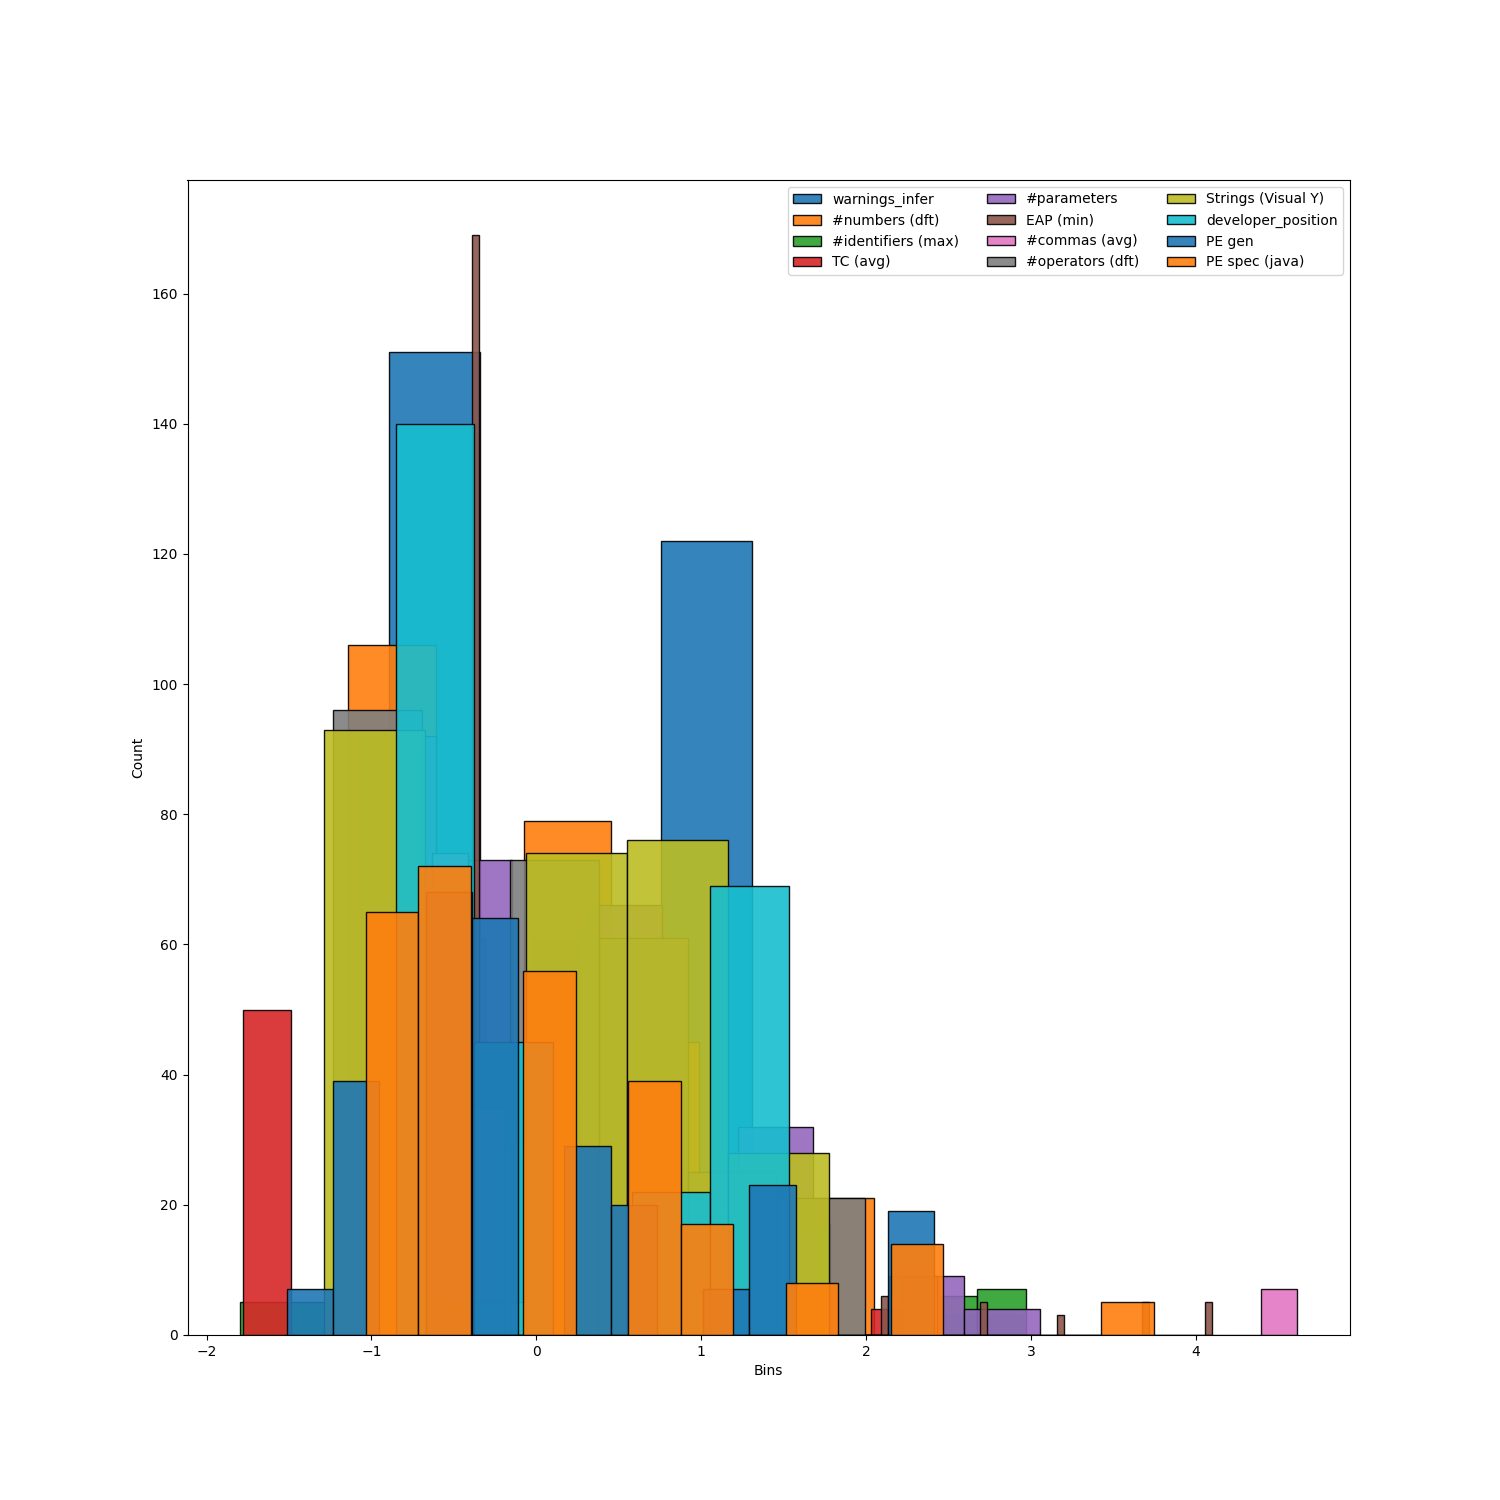 warnings_infer
#numbers (dft)
#identifiers (max)
TC (avg)
#parameters
EAP (min)
#commas (avg)
#operators (dft)
Strings (Visual Y)
developer_position
PE gen
PE spec (java)
160
140
120
100
80
60
40
20
0
Count
−2 −1 0 1 2 3 4
Bins